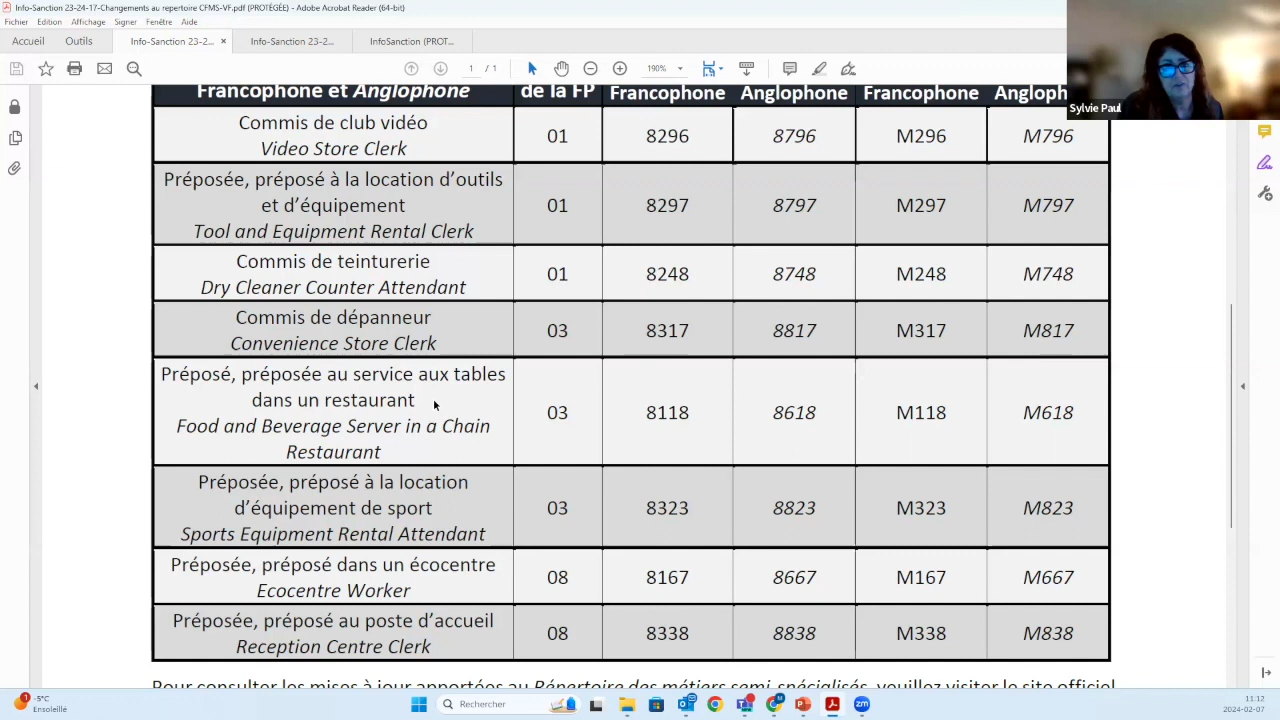 Info-Sanction 23-24-17-Changements au repertoire CFMS-VF.pdf (PROTÉGÉE) - Adobe Acrobat Reader (64-bit)
Fichier Edition Affichage Signer Fenêtre Aide
Accueil Outils Info-Sanction 23-2... × Info-Sanction 23-2... InfoSanction (PROT...
1 / 1 190%
Sylvie Paul
Francophone et Anglophone de la FP Francophone Anglophone Francophone Angloph
Commis de club vidéo
Video Store Clerk
01 8296 8796 M296 M796
Préposée, préposé à la location d’outils
et d’équipement
Tool and Equipment Rental Clerk
01 8297 8797 M297 M797
Commis de teinturerie
Dry Cleaner Counter Attendant
01 8248 8748 M248 M748
Commis de dépanneur
Convenience Store Clerk
03 8317 8817 M317 M817
Préposé, préposée au service aux tables
dans un restaurant
Food and Beverage Server in a Chain
Restaurant
03 8118 8618 M118 M618
Préposée, préposé à la location
d’équipement de sport
Sports Equipment Rental Attendant
03 8323 8823 M323 M823
Préposée, préposé dans un écocentre
Ecocentre Worker
08 8167 8667 M167 M667
Préposée, préposé au poste d’accueil
Reception Centre Clerk
08 8338 8838 M338 M838
Pour consulter les mises à jour apportées au Répertoire des métiers semi-spécialisés, veuillez visiter le site officiel
1 -5°C
Ensoleillé
Rechercher
11:12
2024-02-07